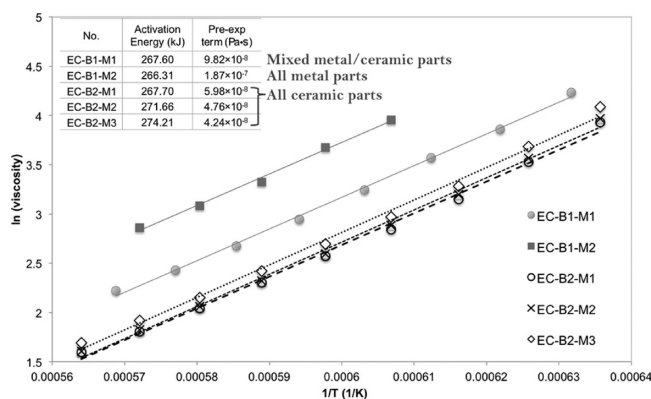 No. Activation Energy (kJ) Pre-exp term (Pa•s)
EC-B1-M1 267.60 9.82×10⁻⁸ Mixed metal/ceramic parts
EC-B1-M2 266.31 1.87×10⁻⁷ All metal parts
EC-B2-M1 267.70 5.98×10⁻⁸
EC-B2-M2 271.66 4.76×10⁻⁸ All ceramic parts
EC-B2-M3 274.21 4.24×10⁻⁸
ln (viscosity)
5
4.5
4
3.5
3
2.5
2
1.5
EC-B1-M1
EC-B1-M2
EC-B2-M1
EC-B2-M2
EC-B2-M3
0.00056 0.00057 0.00058 0.00059 0.0006 0.00061 0.00062 0.00063 0.00064
1/T (1/K)